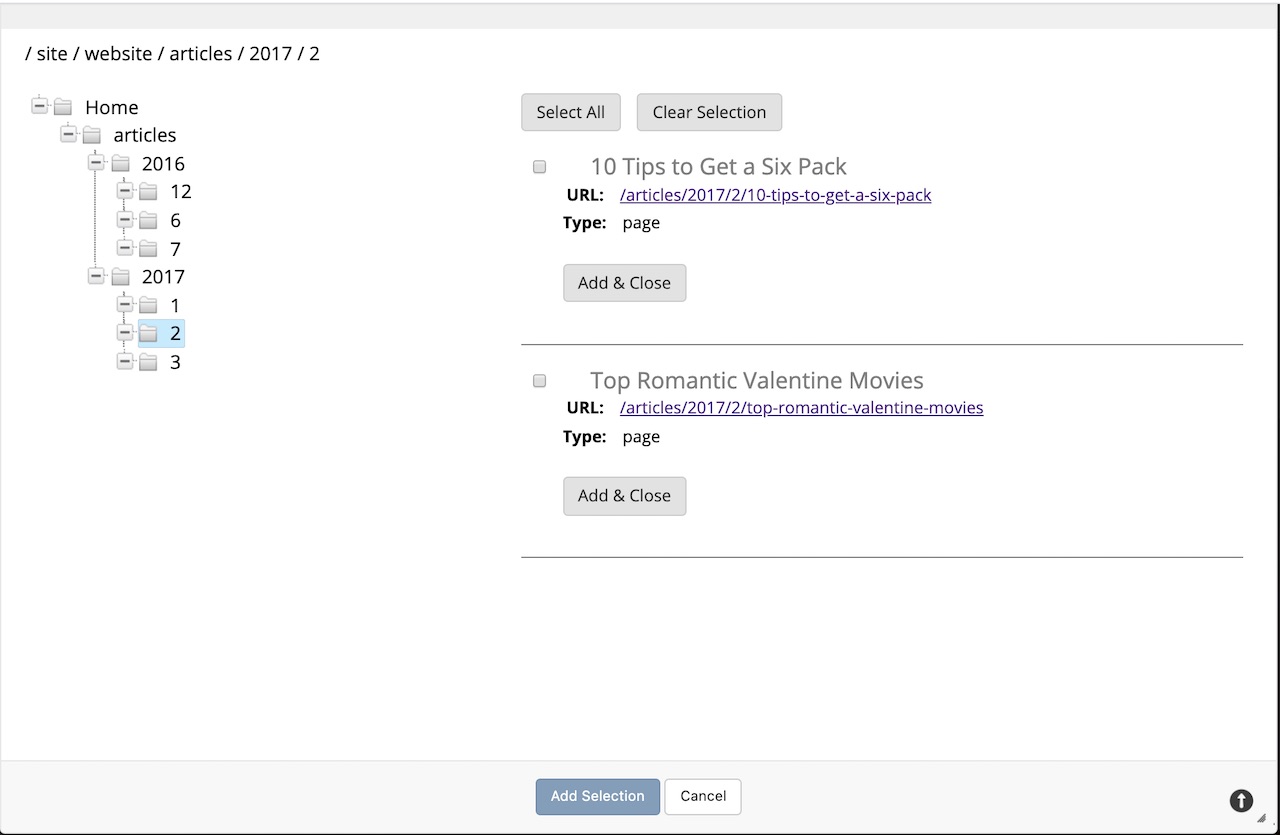 / site / website / articles / 2017 / 2
Home
articles
2016
12
6
7
2017
1
2
3
Select All
Clear Selection
10 Tips to Get a Six Pack
URL: /articles/2017/2/10-tips-to-get-a-six-pack
Type: page
Add & Close
Top Romantic Valentine Movies
URL: /articles/2017/2/top-romantic-valentine-movies
Type: page
Add & Close
Add Selection
Cancel